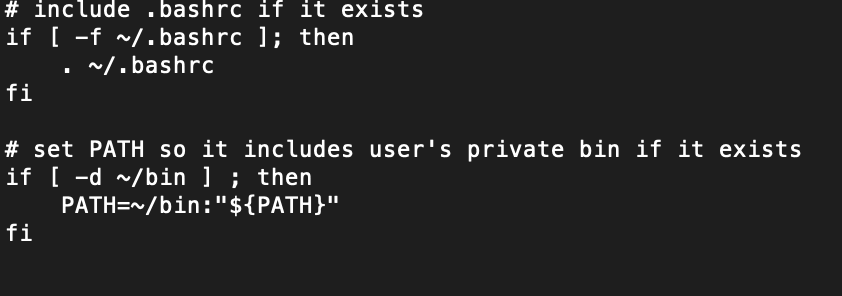 # include .bashrc if it exists
if [ -f ~/.bashrc ]; then
    . ~/.bashrc
fi

# set PATH so it includes user's private bin if it exists
if [ -d ~/bin ] ; then
    PATH=~/bin:"${PATH}"
fi